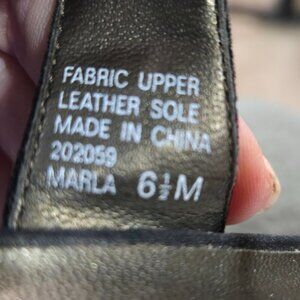 FABRIC UPPER
LEATHER SOLE
MADE IN CHINA
202059
MARLA 6½M